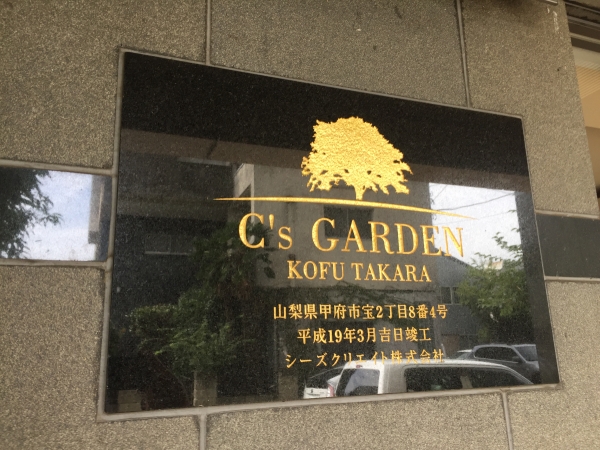 C's GARDEN
KOFU TAKARA
山梨県甲府市宝2丁目8番4号
平成19年3月吉日竣工
シーズクリエイト株式会社